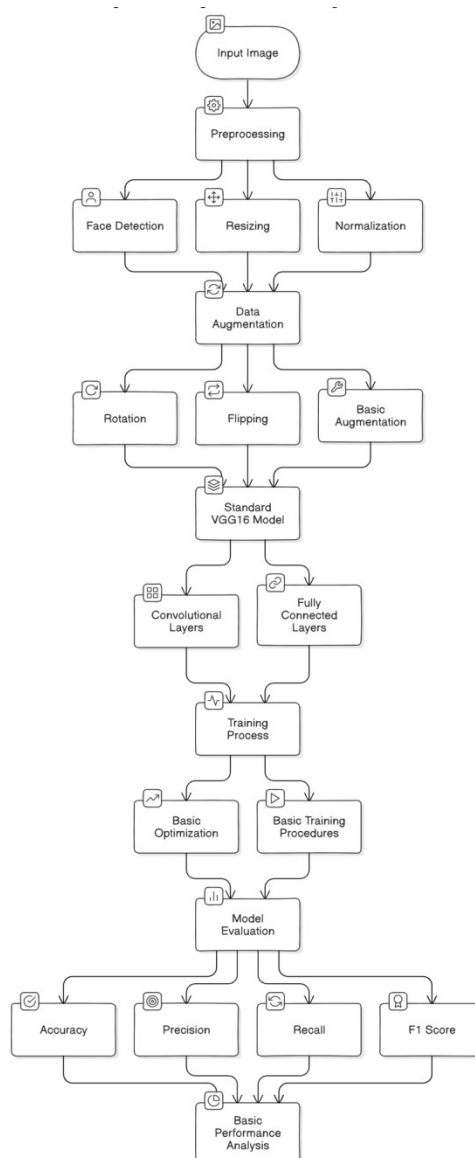 Input Image
Preprocessing
Face Detection
Resizing
Normalization
Data
Augmentation
Rotation
Flipping
Basic
Augmentation
Standard
VGG16 Model
Convolutional
Layers
Fully
Connected
Layers
Training
Process
Basic
Optimization
Basic Training
Procedures
Model
Evaluation
Accuracy
Precision
Recall
F1 Score
Basic
Performance
Analysis